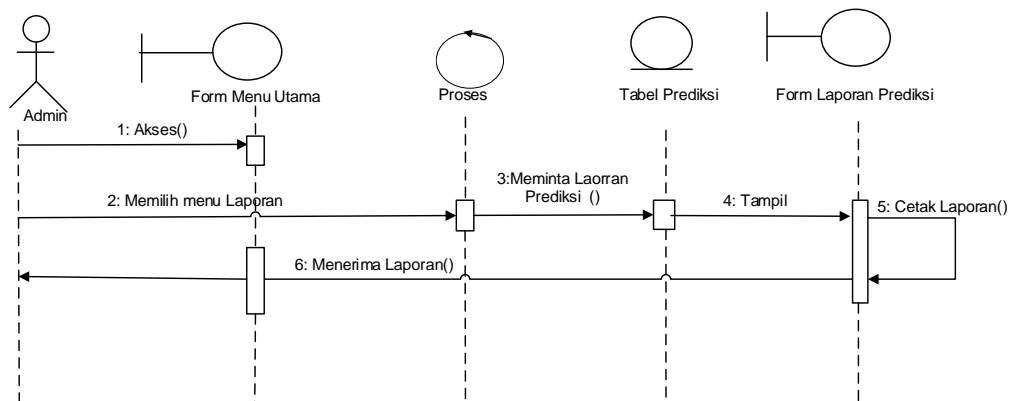 Admin
Form Menu Utama
Proses
Tabel Prediksi
Form Laporan Prediksi
1: Akses()
2: Memilih menu Laporan
3:Meminta Laorran
Prediksi ()
4: Tampil
5: Cetak Laporan()
6: Menerima Laporan()